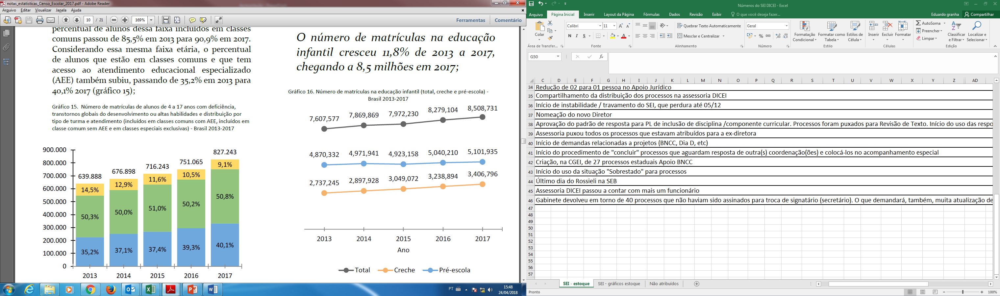 notas_estatisticas_Censo_Escolar_2017.pdf - Adobe Reader
Arquivo Editar Visualizar Janela Ajuda
10 / 21 169% Ferramentas Comentário
percentual de alunos dessa faixa incluídos em classes
comuns passou de 85,5% em 2013 para 90,9% em 2017.
Considerando essa mesma faixa etária, o percentual
de alunos que estão em classes comuns e que tem
acesso ao atendimento educacional especializado
(AEE) também subiu, passando de 35,2% em 2013 para
40,1% 2017 (gráfico 15);
Gráfico 15. Número de matrículas de alunos de 4 a 17 anos com deficiência,
transtornos globais do desenvolvimento ou altas habilidades e distribuição por
tipo de turma e atendimento (incluídos em classes comuns com AEE, incluídos em
classe comum sem AEE e em classes especiais exclusivas) - Brasil 2013-2017
900.000
800.000
700.000
600.000
500.000
400.000
300.000
200.000
100.000
0
639.888 676.898 716.243 751.065 827.243
14,5% 12,9% 11,6% 10,5% 9,1%
50,3% 50,0% 51,0% 50,2% 50,8%
35,2% 37,1% 37,4% 39,3% 40,1%
2013 2014 2015 2016 2017
O número de matrículas na educação
infantil cresceu 11,8% de 2013 a 2017,
chegando a 8,5 milhões em 2017;
Gráfico 16. Número de matrículas na educação infantil (total, creche e pré-escola) -
Brasil 2013-2017
7,607,577 7,869,869 7,972,230 8,279,104 8,508,731
4,870,332 4,971,941 4,923,158 5,040,210 5,101,935
2,737,245 2,897,928 3,049,072 3,238,894 3,406,796
2013 2014 2015 2016 2017
Ano
Total Creche Pré-escola
PT 15:48
24/04/2018
Números do SEI DICEI - Excel
Arquivo Página Inicial Inserir Layout da Página Fórmulas Dados Revisão Exibir O que você deseja fazer... Eduardo granha Compartilhar
Colar
Área de Transfer...
Calibri 11
N I S
Fonte
Quebrar Texto Automaticamente
Mesclar e Centralizar
Alinhamento
Geral
% 000
Número
Formatação Condicional
Formatar como Tabela
Estilos de Célula
Estilo
Inserir Excluir Formatar
Células
AutoSoma
Preencher
Limpar
Classificar e Filtrar
Localizar e Selecionar
Edição
G50 fx
C D E F G H I J K L M N O P Q R S T U V W X Y Z AD
34 Redução de 02 para 01 pessoa no Apoio Jurídico
35 Compartilhamento da distribuição dos processos na assessoria DICEI
36 Início de instabilidade / travamento do SEI, que perdura até 05/12
37 Nomeação do novo Diretor
38 Aprovação do padrão de resposta para PL de inclusão de disciplina /componente curricular. Processos foram puxados para Revisão de Texto. Início do uso das respo
39 Assessoria puxou todos os processos que estavam atribuídos para a ex-diretora
40 Início de demandas relacionadas a projetos (BNCC, Dia D, etc)
41 Início do procedimento de "concluir" processos que aguardam resposta de outra(s) coordenação(ões) e colocá-los no acompanhamento especial
42 Criação, na CGEI, de 27 processos estaduais Apoio BNCC
43 Início do uso da situação "Sobrestado" para processos
44 Último dia do Rossieli na SEB
45 Assessoria DICEI passou a contar com mais um funcionário
46 Gabinete devolveu em torno de 40 processos que não haviam sido assinados para troca de signatário (secretário). O que demandará, também, muita atualização de
47
48
49
50
51
52
53
54
55
56
57
SEI - estoque SEI - gráficos estoque Não atribuídos
Pronto 100%